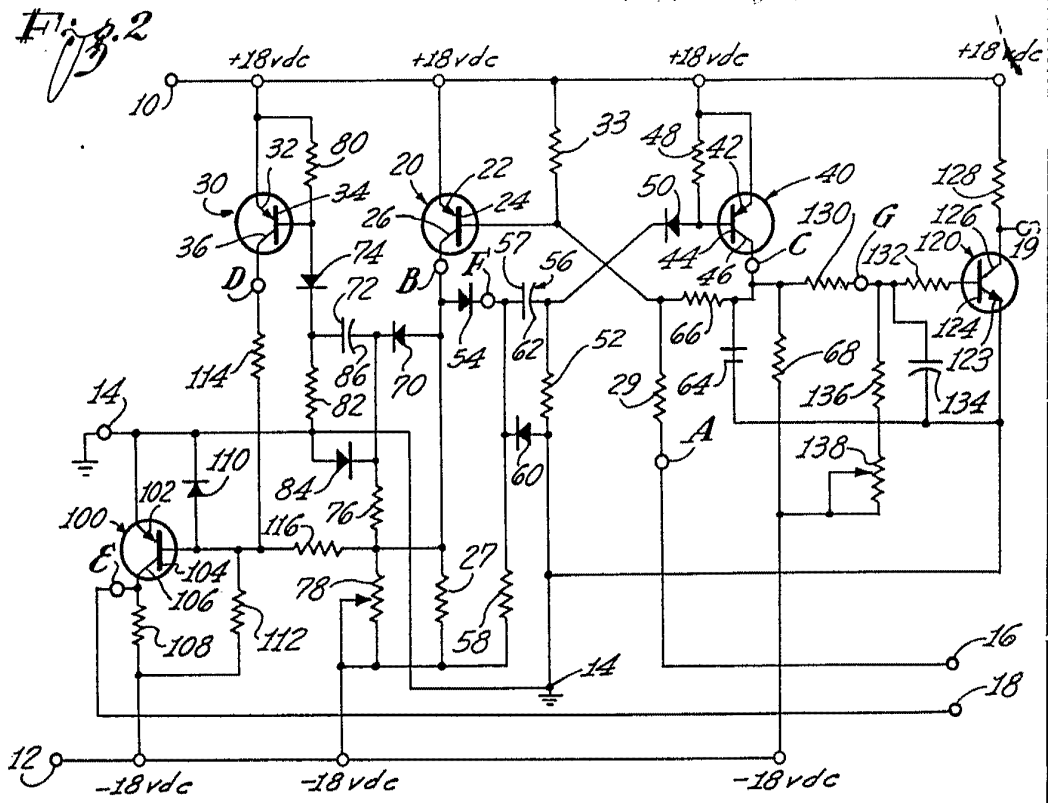 Fig. 2
+18vdc +18vdc +18vdc +18vdc
10
32 80 33 48 42
30 34 20 22 50 40 128
24 126
36 26 57 56 44 46 C 130 G 132 120 19
74 B F
D 72 54 62 66 124 123
86 70 52 64 68
114 82 29 136 134
14 60 A 138
110 84
102 76
100 116
E 104 78 27
106
108 112 58 16
14
18
12
-18vdc -18vdc -18vdc